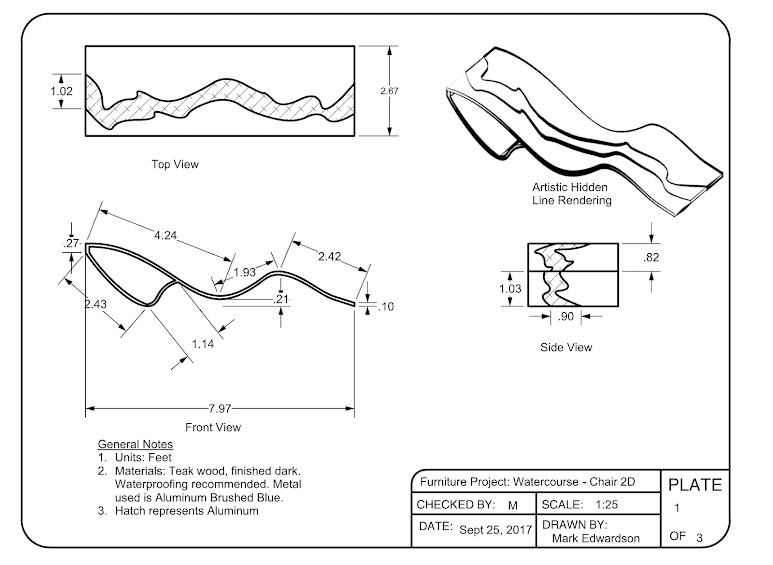 1.02
2.67
Top View
Artistic Hidden
Line Rendering
.27
4.24
2.42
1.93
.21
.10
2.43
1.14
7.97
Front View
.82
1.03
.90
Side View
General Notes
1. Units: Feet
2. Materials: Teak wood, finished dark.
Waterproofing recommended. Metal
used is Aluminum Brushed Blue.
3. Hatch represents Aluminum
Furniture Project: Watercourse - Chair 2D
CHECKED BY: M
SCALE: 1:25
DATE: Sept 25, 2017
DRAWN BY:
Mark Edwardson
PLATE
1
OF 3